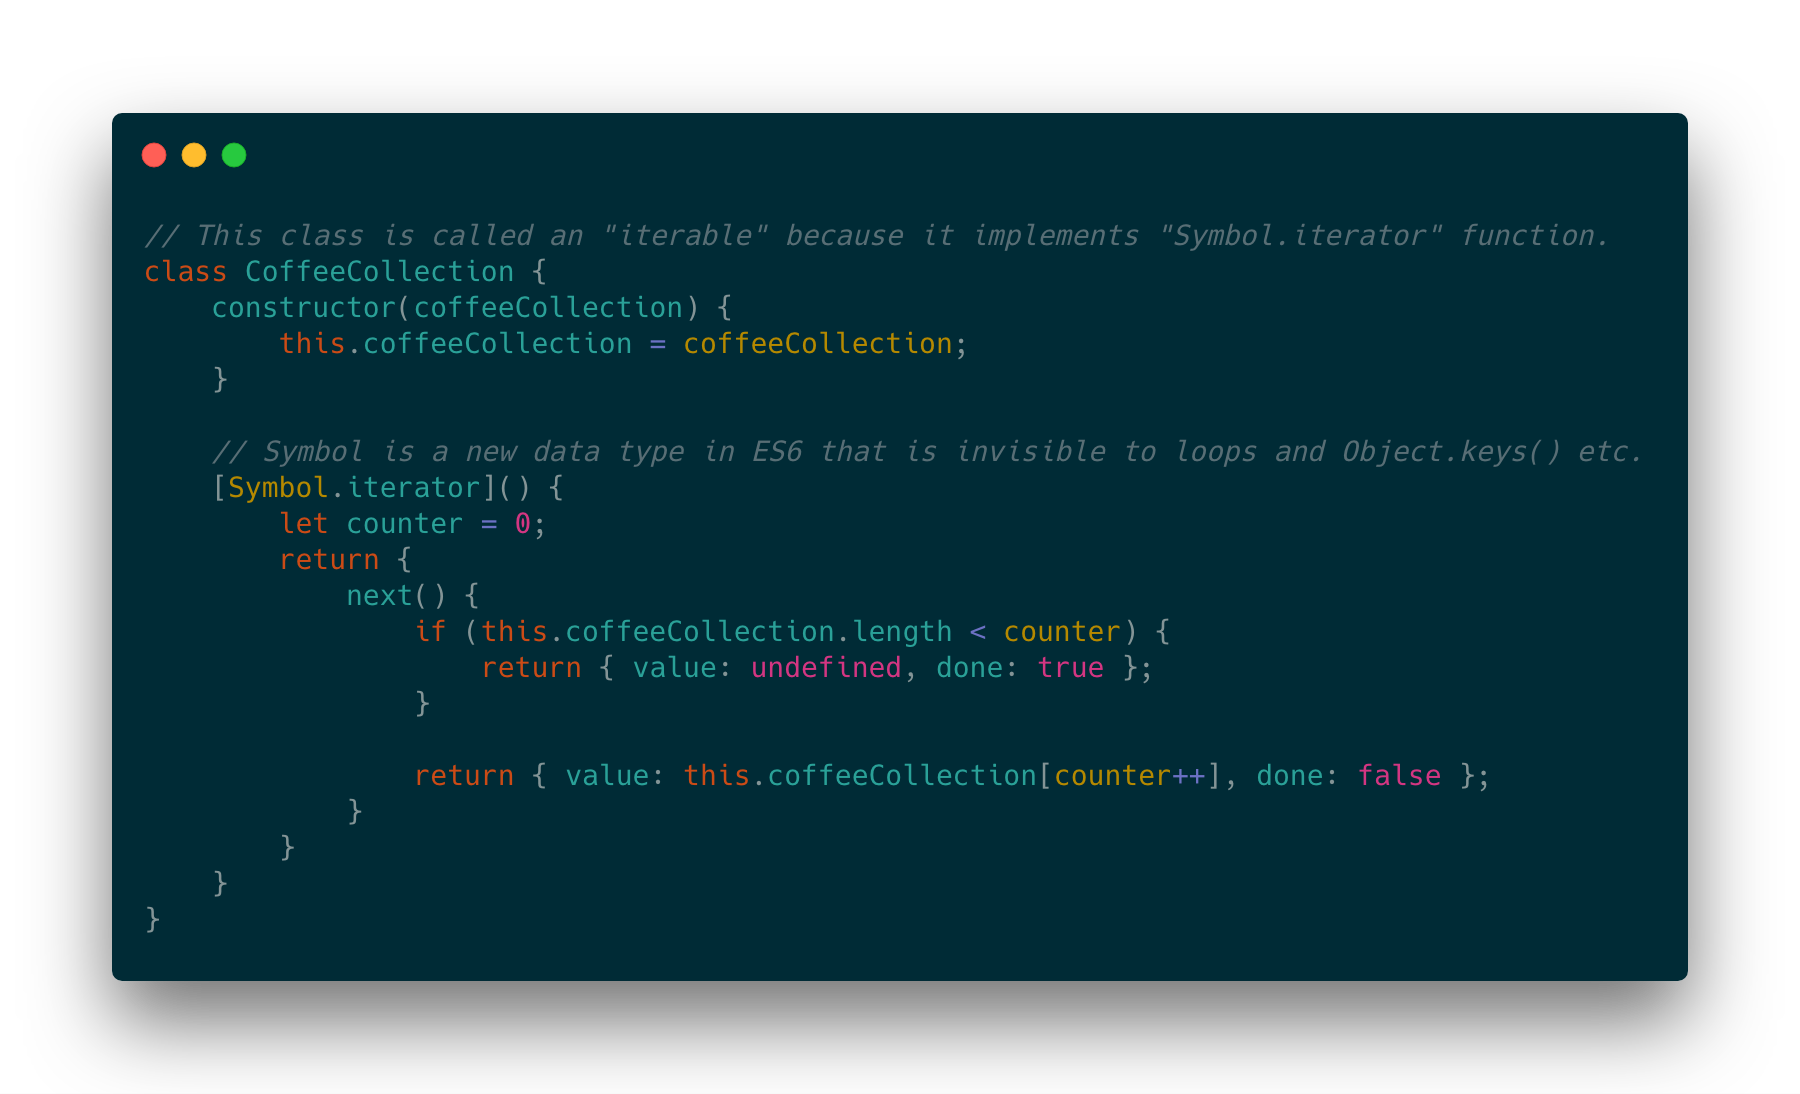 // This class is called an "iterable" because it implements "Symbol.iterator" function.
class CoffeeCollection {
    constructor(coffeeCollection) {
        this.coffeeCollection = coffeeCollection;
    }

    // Symbol is a new data type in ES6 that is invisible to loops and Object.keys() etc.
    [Symbol.iterator]() {
        let counter = 0;
        return {
            next() {
                if (this.coffeeCollection.length < counter) {
                    return { value: undefined, done: true };
                }

                return { value: this.coffeeCollection[counter++], done: false };
            }
        }
    }
}